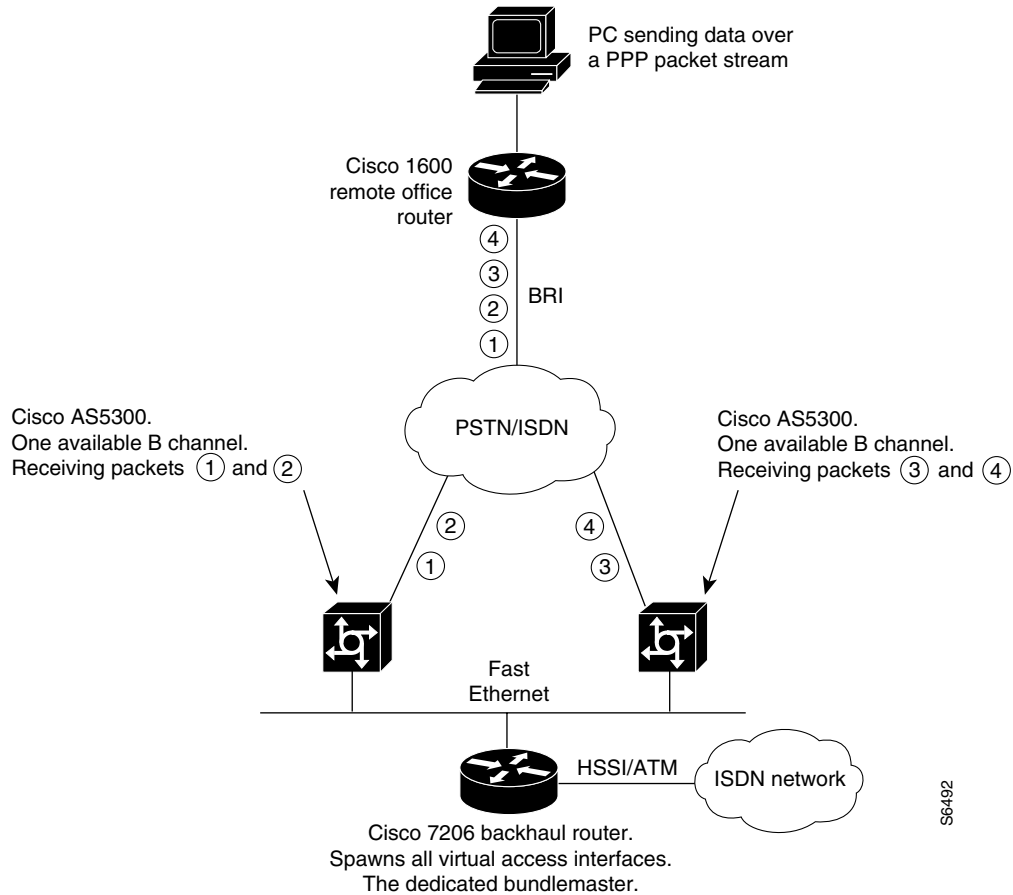 PC sending data over
a PPP packet stream
Cisco 1600
remote office
router
4
3
2
1
BRI
PSTN/ISDN
Cisco AS5300.
One available B channel.
Receiving packets 1 and 2
Cisco AS5300.
One available B channel.
Receiving packets 3 and 4
2
1
4
3
Fast
Ethernet
HSSI/ATM
ISDN network
Cisco 7206 backhaul router.
Spawns all virtual access interfaces.
The dedicated bundlemaster.
S6492